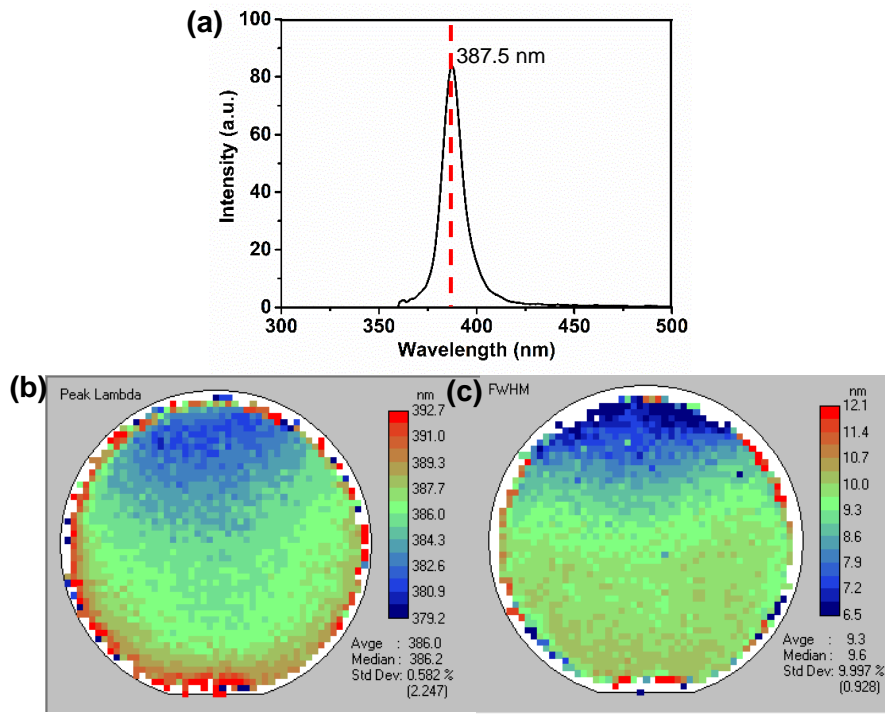 (a)
100
80
60
40
20
0
Intensity (a.u.)
387.5 nm
300 350 400 450 500
Wavelength (nm)
(b)
Peak Lambda
nm
392.7
391.0
389.3
387.7
386.0
384.3
382.6
380.9
379.2
Avge : 386.0
Median : 386.2
Std Dev: 0.582 %
(2.247)
(c)
FWHM
nm
12.1
11.4
10.7
10.0
9.3
8.6
7.9
7.2
6.5
Avge : 9.3
Median : 9.6
Std Dev: 9.997 %
(0.928)